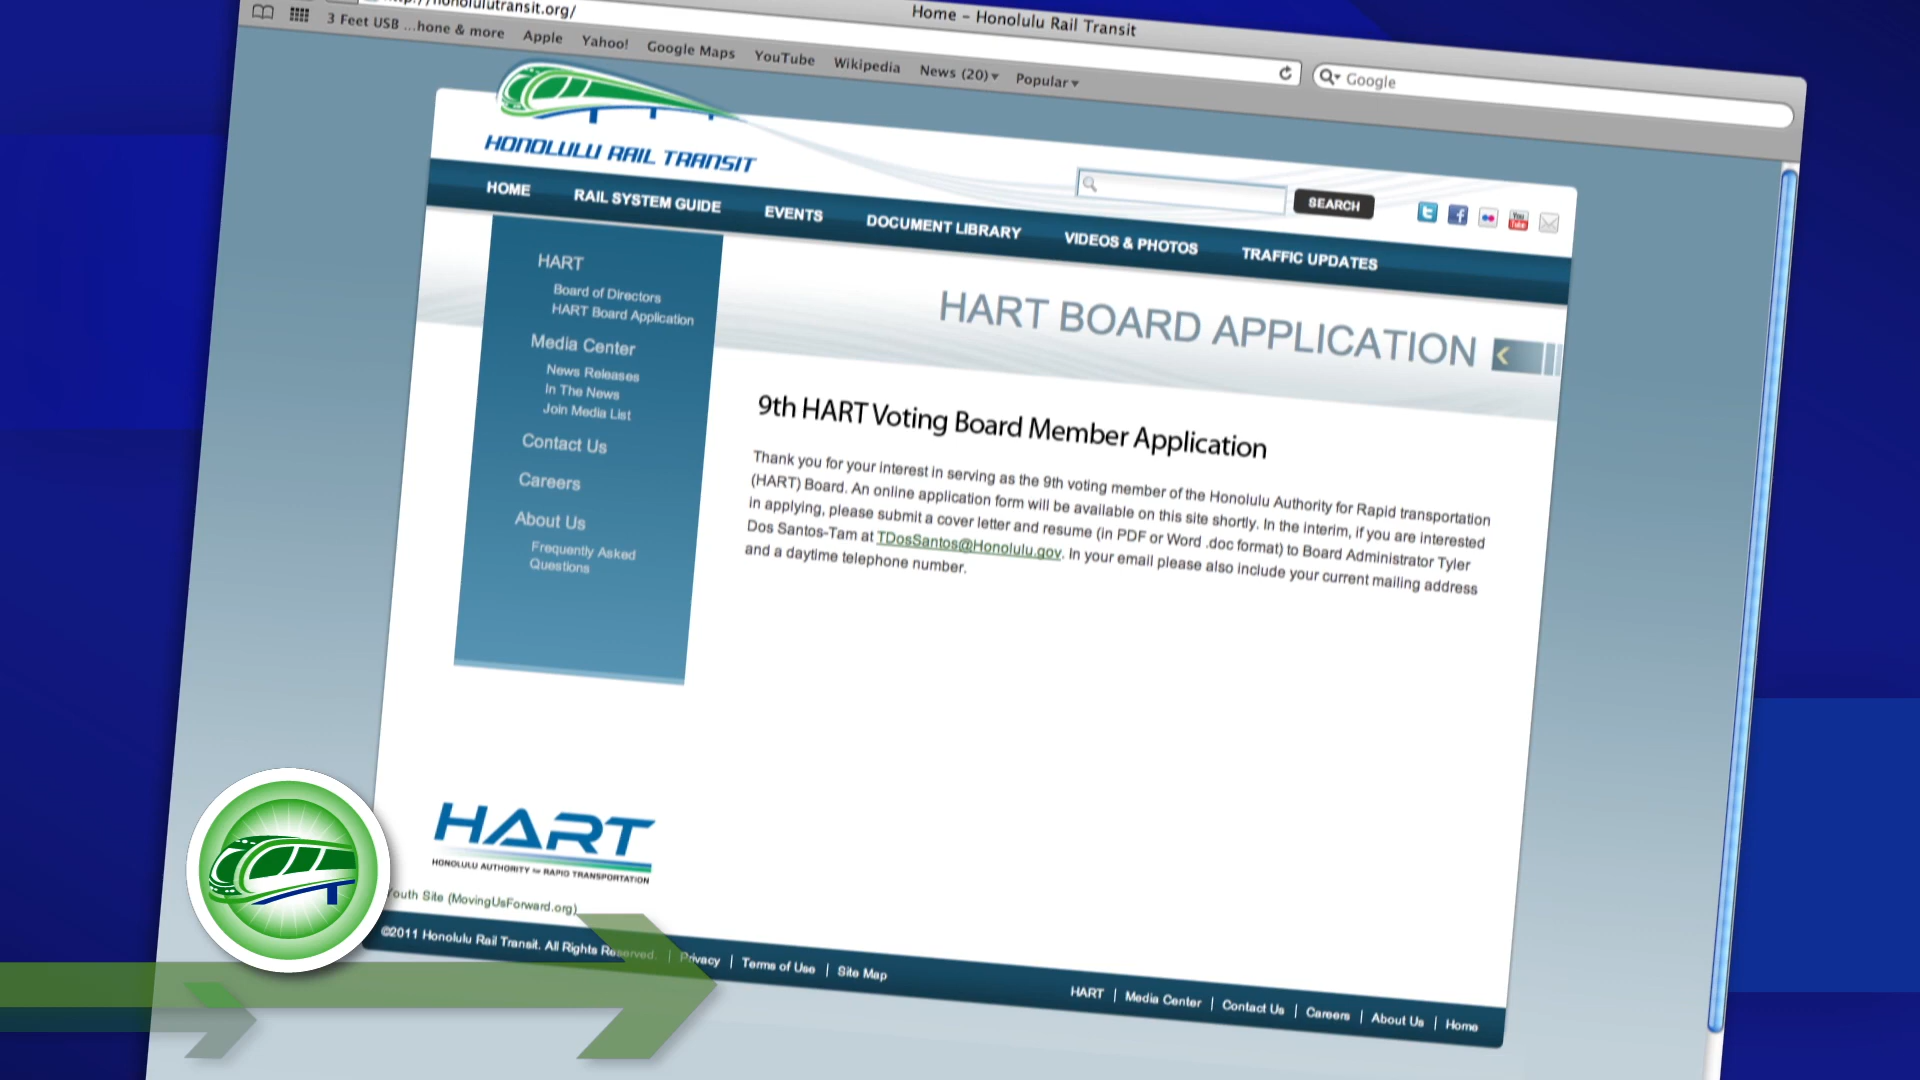 honolulutransit.org/
Home – Honolulu Rail Transit
Google
3 Feet USB ...hone & more Apple Yahoo! Google Maps YouTube Wikipedia News (20) Popular
HONOLULU RAIL TRANSIT
SEARCH
HOME RAIL SYSTEM GUIDE EVENTS DOCUMENT LIBRARY VIDEOS & PHOTOS TRAFFIC UPDATES
HART
Board of Directors
HART Board Application
Media Center
News Releases
In The News
Join Media List
Contact Us
Careers
About Us
Frequently Asked
Questions
HART BOARD APPLICATION
9th HART Voting Board Member Application
Thank you for your interest in serving as the 9th voting member of the Honolulu Authority for Rapid transportation
(HART) Board. An online application form will be available on this site shortly. In the interim, if you are interested
in applying, please submit a cover letter and resume (in PDF or Word .doc format) to Board Administrator Tyler
Dos Santos-Tam at TDosSantos@Honolulu.gov. In your email please also include your current mailing address
and a daytime telephone number.
HART
HONOLULU AUTHORITY for RAPID TRANSPORTATION
Youth Site (MovingUsForward.org)
©2011 Honolulu Rail Transit. All Rights Reserved. | Privacy | Terms of Use | Site Map
HART | Media Center | Contact Us | Careers | About Us | Home